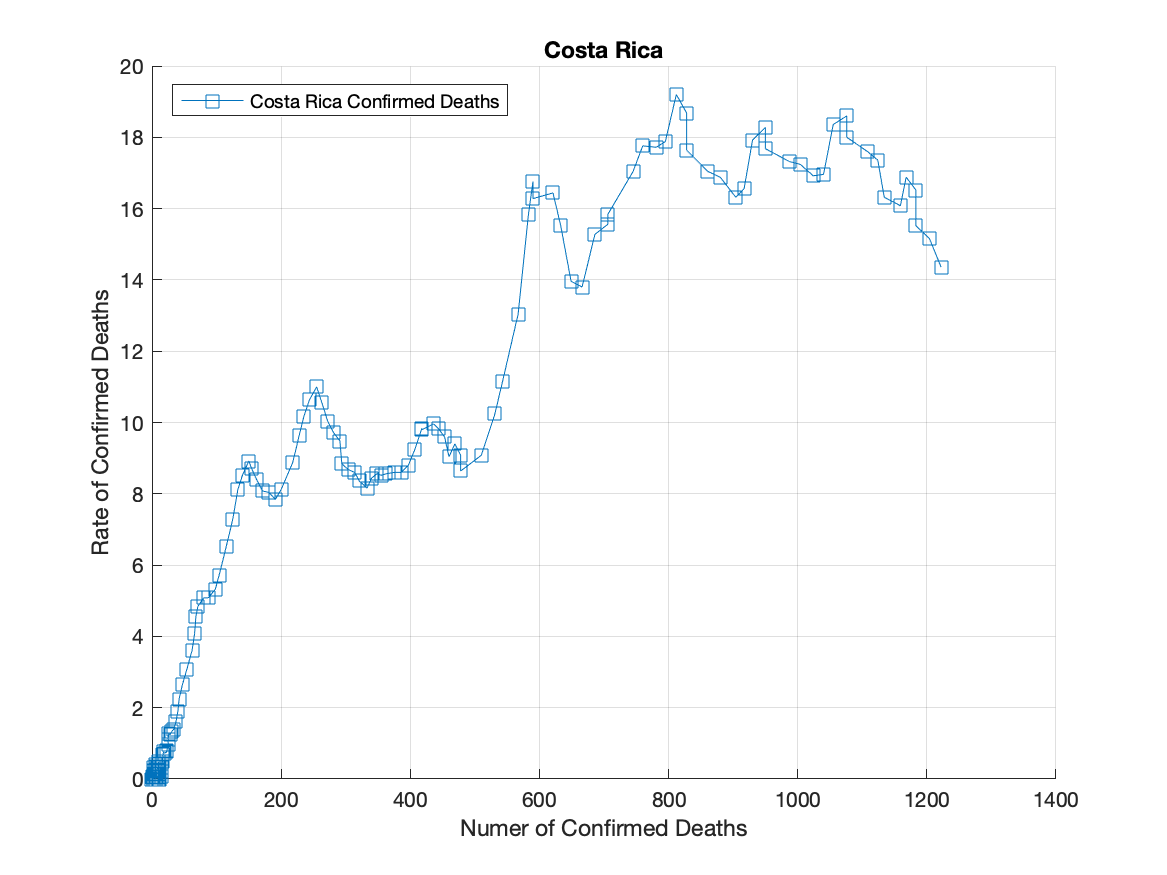 Costa Rica
Costa Rica Confirmed Deaths
20
18
16
14
12
10
8
6
4
2
0
Rate of Confirmed Deaths
0 200 400 600 800 1000 1200 1400
Numer of Confirmed Deaths